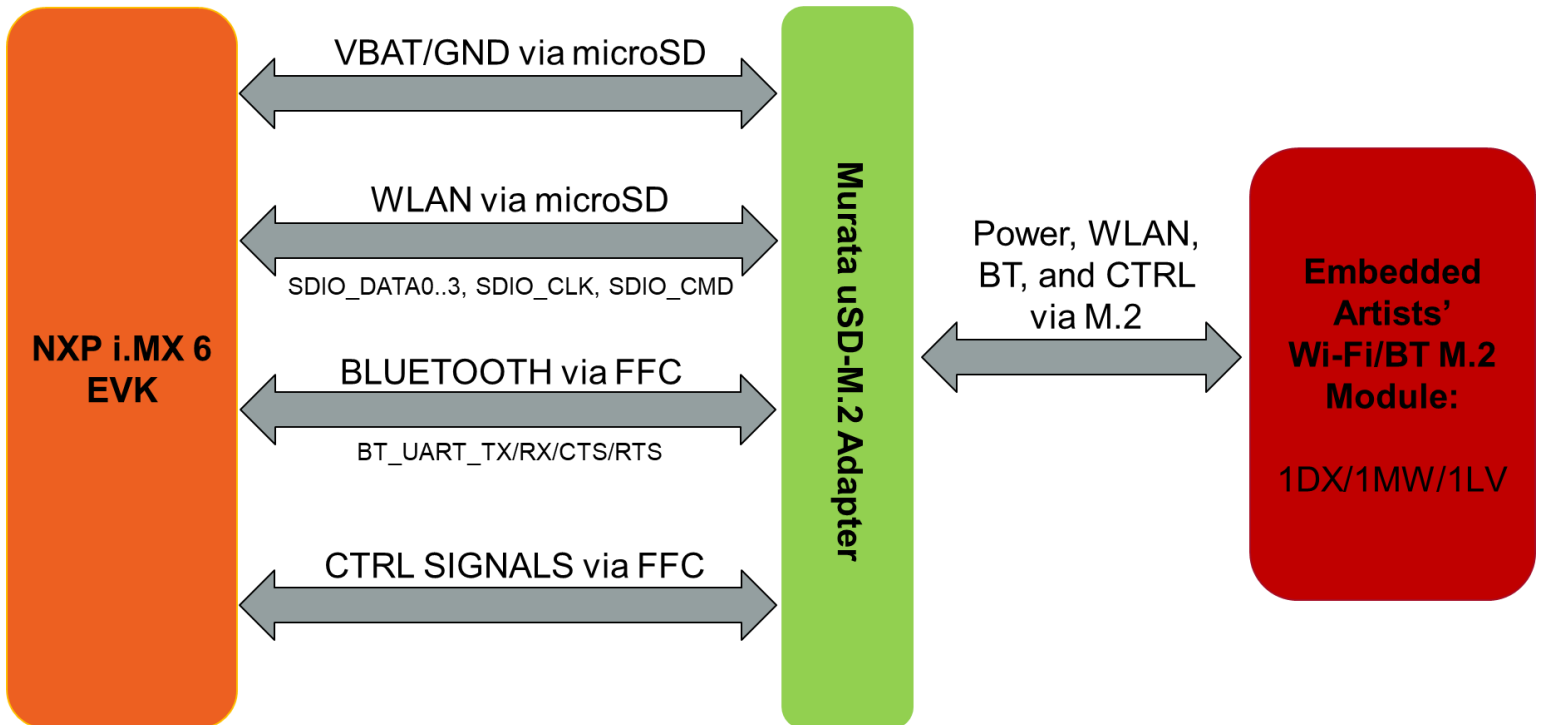 VBAT/GND via microSD
WLAN via microSD
SDIO_DATA0..3, SDIO_CLK, SDIO_CMD
NXP i.MX 6
EVK
BLUETOOTH via FFC
BT_UART_TX/RX/CTS/RTS
CTRL SIGNALS via FFC
Murata uSD-M.2 Adapter
Power, WLAN,
BT, and CTRL
via M.2
Embedded
Artists’
Wi-Fi/BT M.2
Module:
1DX/1MW/1LV